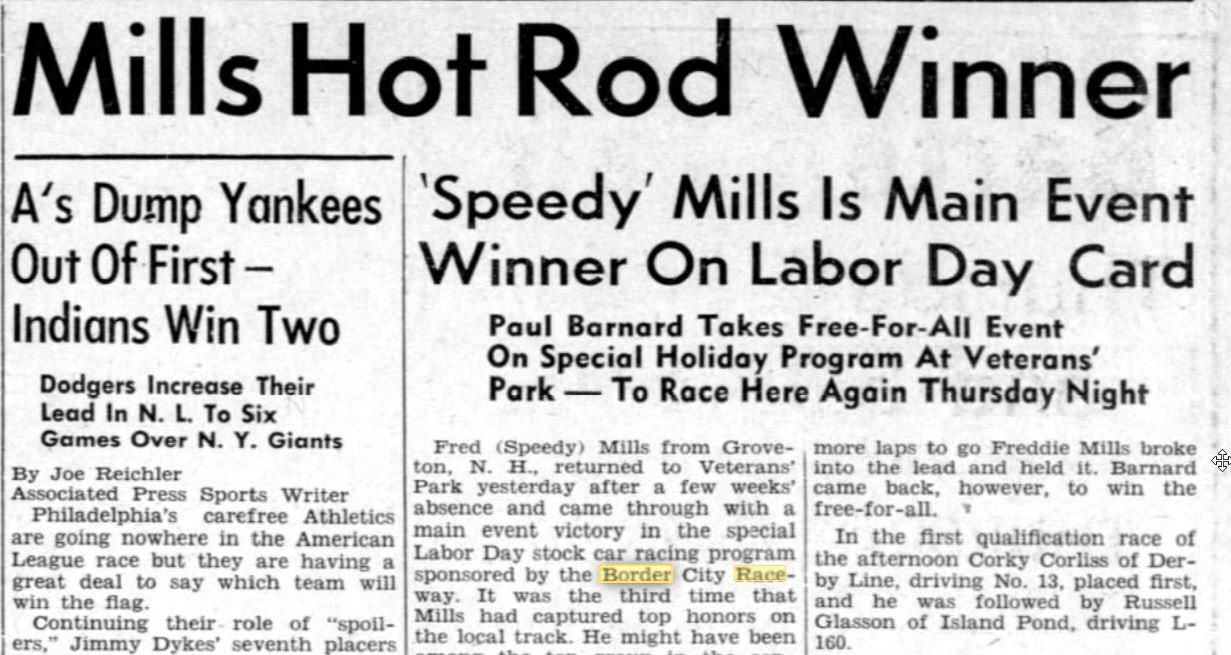 Mills Hot Rod Winner
A's Dump Yankees
Out Of First —
Indians Win Two
Dodgers Increase Their
Lead In N. L. To Six
Games Over N. Y. Giants
By Joe Reichler
Associated Press Sports Writer
Philadelphia's carefree Athletics
are going nowhere in the American
League race but they are having a
great deal to say which team will
win the flag.
Continuing their role of "spoil-
ers," Jimmy Dykes' seventh placers
'Speedy' Mills Is Main Event
Winner On Labor Day Card
Paul Barnard Takes Free-For-All Event
On Special Holiday Program At Veterans'
Park — To Race Here Again Thursday Night
Fred (Speedy) Mills from Grove-
ton, N. H., returned to Veterans'
Park yesterday after a few weeks'
absence and came through with a
main event victory in the special
Labor Day stock car racing program
sponsored by the Border City Race-
way. It was the third time that
Mills had captured top honors on
the local track. He might have been
among the top group in the
more laps to go Freddie Mills broke
into the lead and held it. Barnard
came back, however, to win the
free-for-all.
In the first qualification race of
the afternoon Corky Corliss of Der-
by Line, driving No. 13, placed first,
and he was followed by Russell
Glasson of Island Pond, driving L-
160.